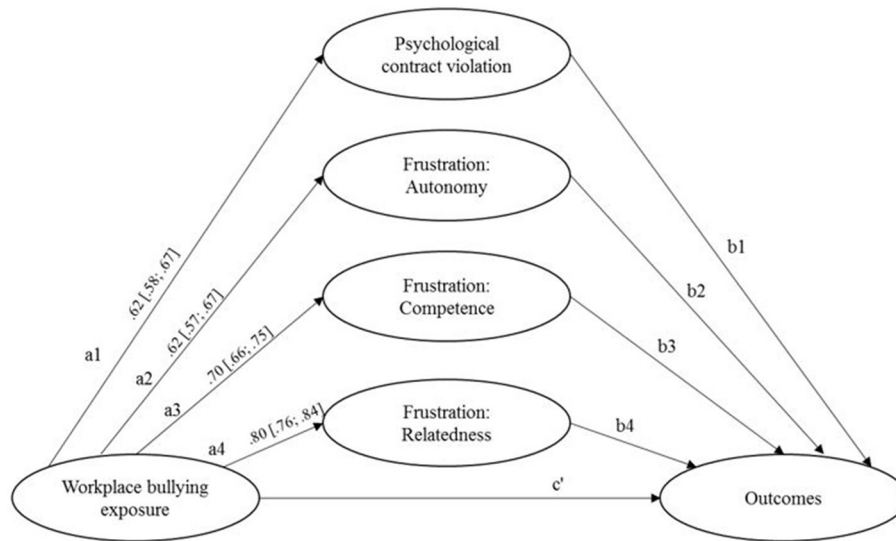 Psychological
contract violation
Frustration:
Autonomy
b1
.62 [.58; .67]
b2
.62 [.57; .67]
Frustration:
Competence
.70 [.66; .75]
b3
a1
a2
a3
Frustration:
Relatedness
.80 [.76; .84]
b4
a4
Workplace bullying
exposure
c'
Outcomes